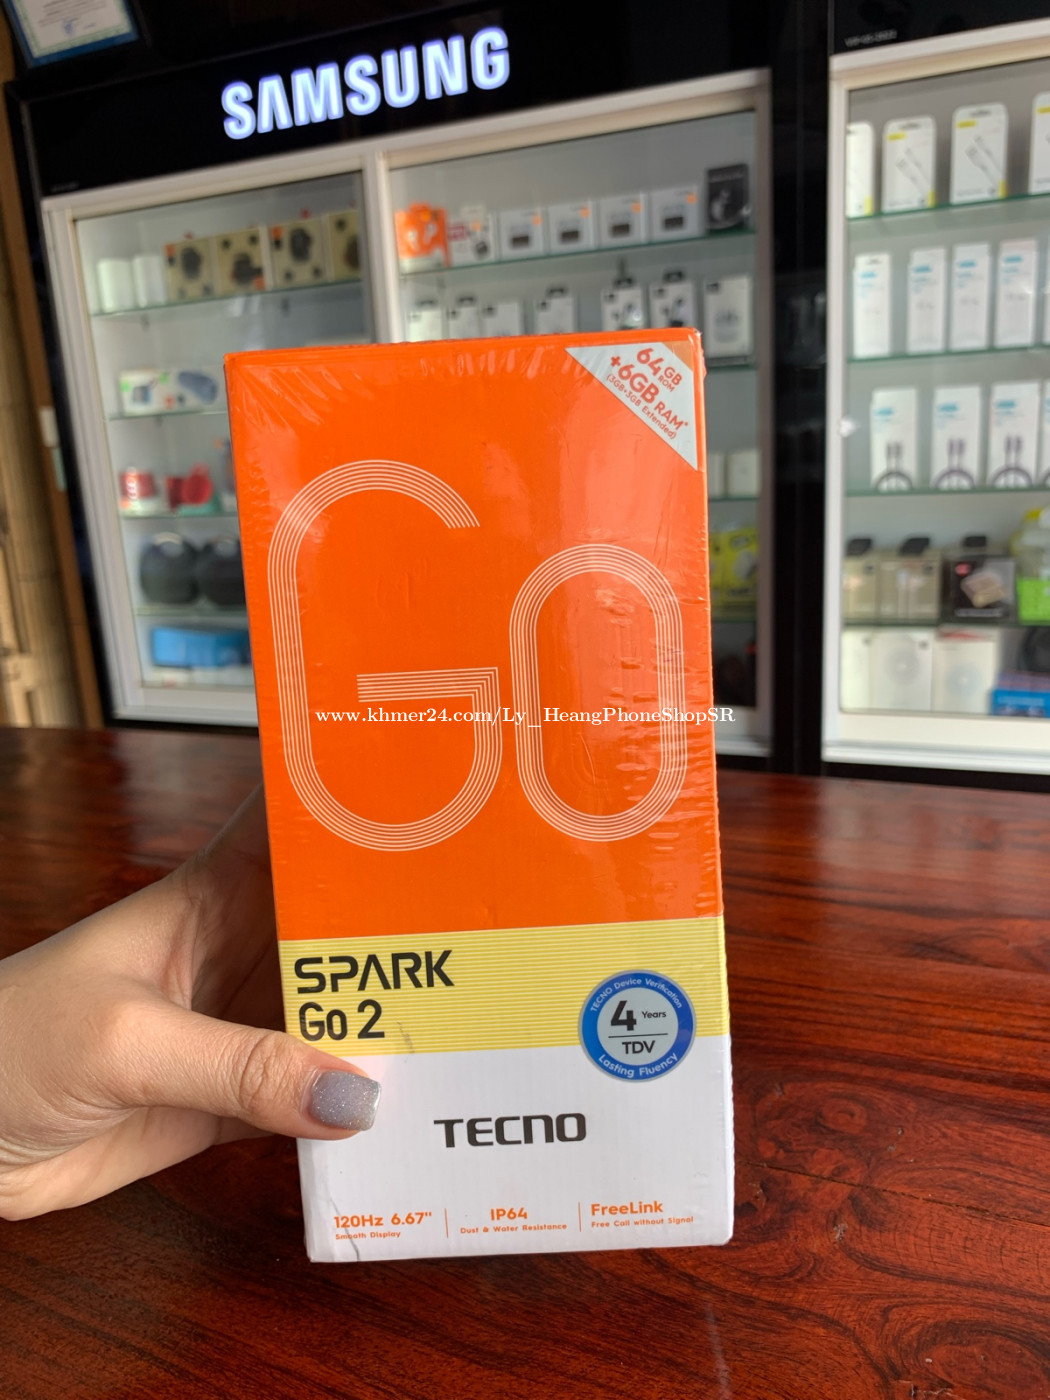 SAMSUNG
64GB
ROM
+6GB RAM*
(3GB+3GB Extended)
Go
www.khmer24.com/Ly_HeangPhoneShopSR
SPARK
Go 2
TECNO Device Verification
4 Years
TDV
Lasting Fluency
TECNO
120Hz 6.67"
Smooth Display
IP64
Dust & Water Resistance
FreeLink
Free Call without Signal